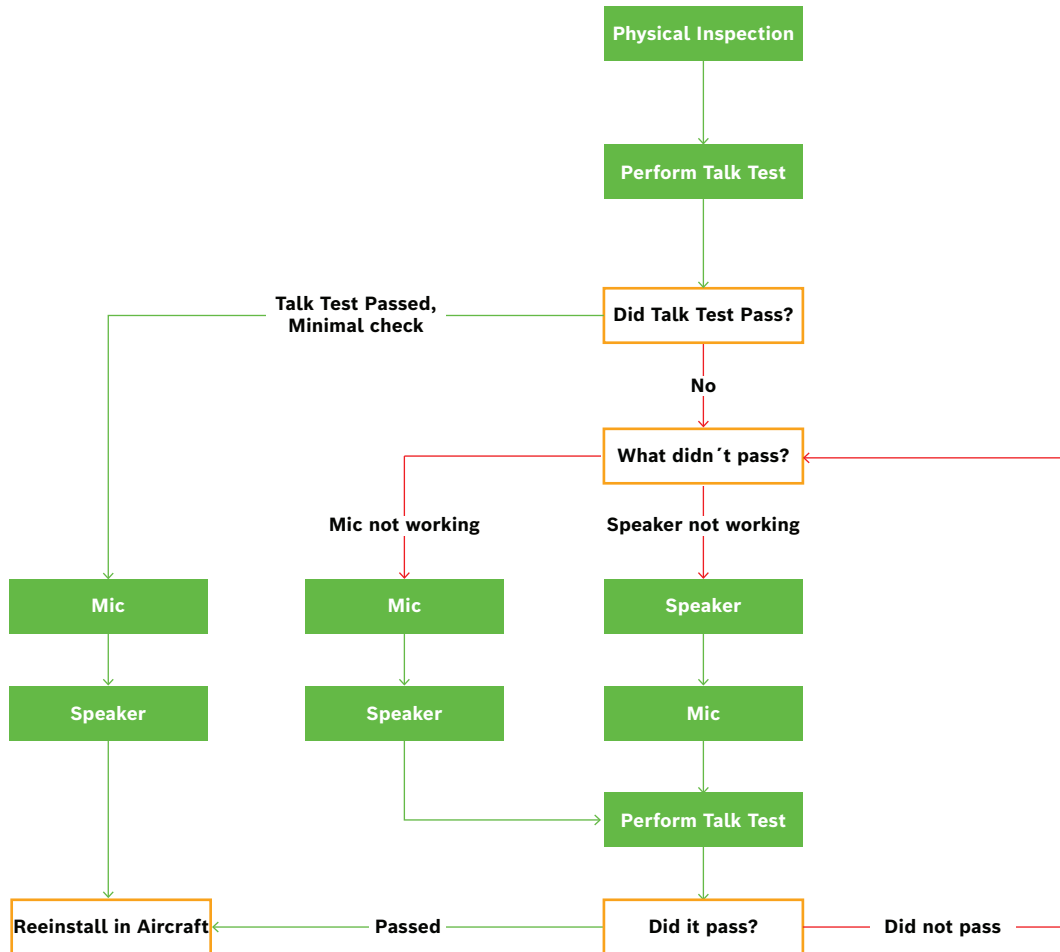 Physical Inspection
Perform Talk Test
Talk Test Passed,
Minimal check
Did Talk Test Pass?
No
What didn´t pass?
Mic not working
Speaker not working
Mic
Mic
Speaker
Speaker
Speaker
Mic
Perform Talk Test
Reeinstall in Aircraft
Passed
Did it pass?
Did not pass